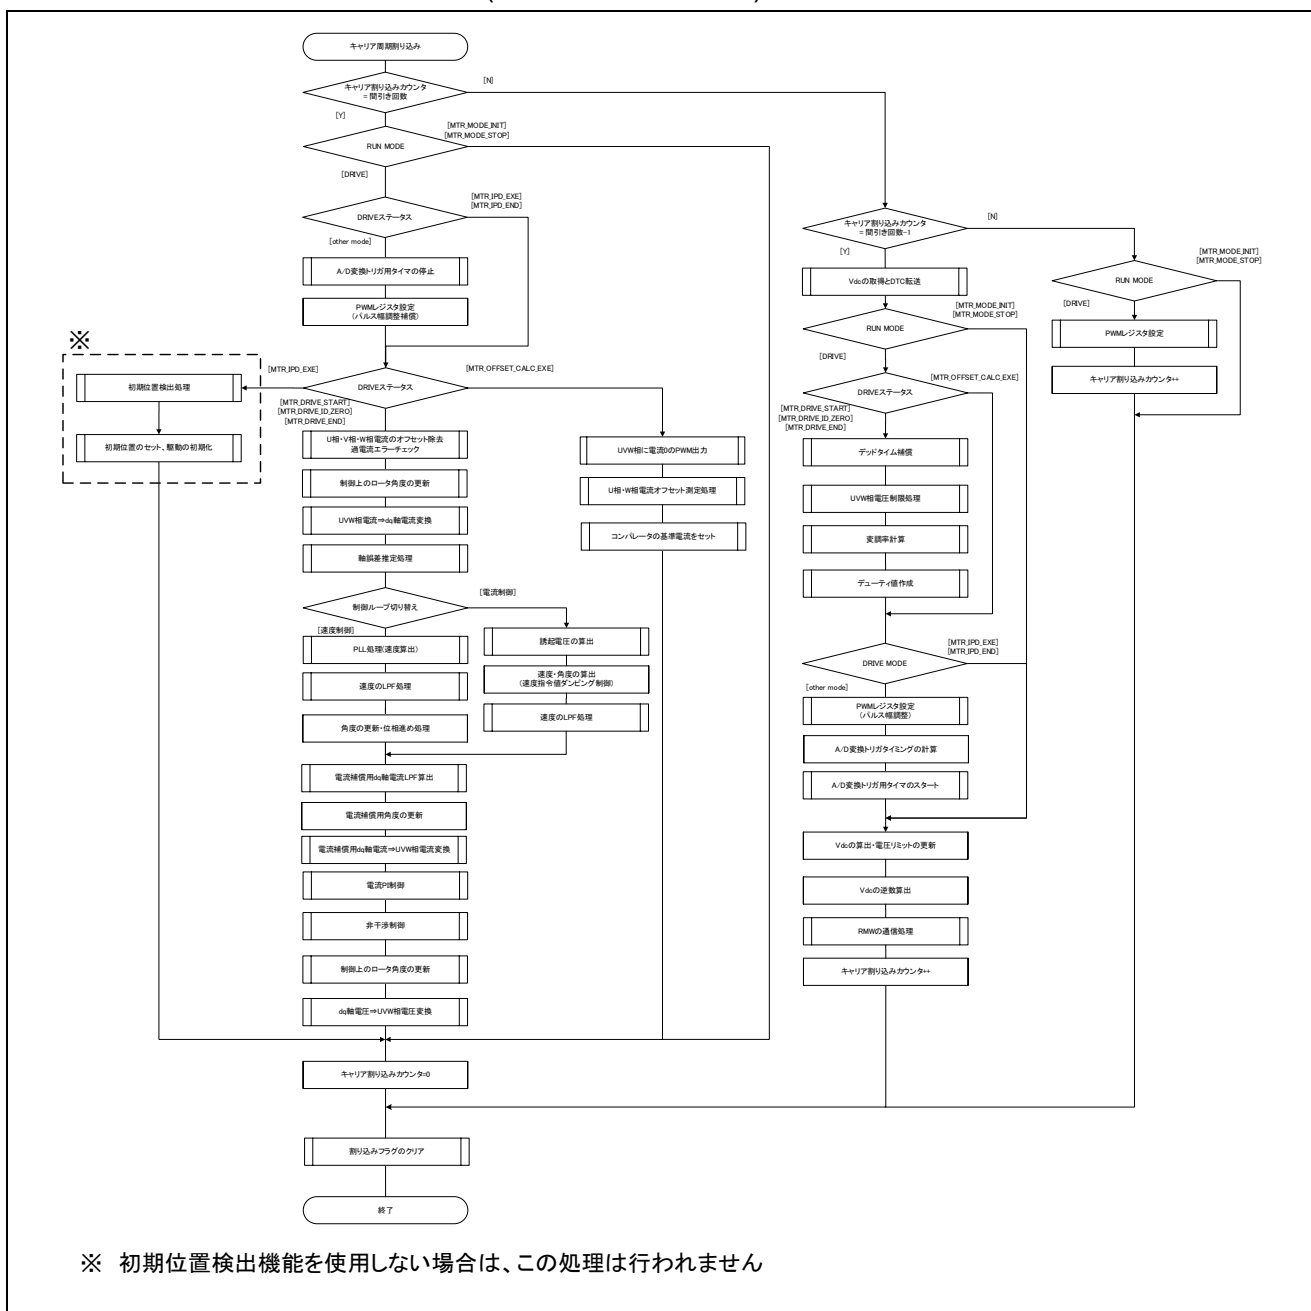 キャリア周期割り込み
キャリア割り込みカウンタ
= 間引き回数
[N]
[Y]
RUN MODE
[MTR_MODE_INIT]
[MTR_MODE_STOP]
[DRIVE]
DRIVEステータス
[MTR_IPD_EXE]
[MTR_IPD_END]
[other mode]
A/D変換トリガ用タイマの停止
PWMレジスタ設定
(パルス幅調整補償)
※
[MTR_IPD_EXE]
初期位置検出処理
初期位置のセット、駆動の初期化
DRIVEステータス
[MTR_OFFSET_CALC_EXE]
[MTR_DRIVE_START]
[MTR_DRIVE_ID_ZERO]
[MTR_DRIVE_END]
U相・V相・W相電流のオフセット除去
過電流エラーチェック
制御上のロータ角度の更新
UVW相電流⇒dq軸電流変換
軸誤差推定処理
UVW相に電流0のPWM出力
U相・W相電流オフセット測定処理
コンパレータの基準電流をセット
制御ループ切り替え
[電流制御]
[速度制御]
PLL処理(速度算出)
速度のLPF処理
角度の更新・位相進め処理
誘起電圧の算出
速度・角度の算出
(速度指令値ダンピング制御)
速度のLPF処理
電流補償用dq軸電流LPF算出
電流補償用角度の更新
電流補償用dq軸電流⇒UVW相電流変換
電流PI制御
非干渉制御
制御上のロータ角度の更新
dq軸電圧⇒UVW相電圧変換
キャリア割り込みカウンタ=0
割り込みフラグのクリア
終了
キャリア割り込みカウンタ
= 間引き回数-1
[N]
[Y]
Vdcの取得とDTC転送
RUN MODE
[MTR_MODE_INIT]
[MTR_MODE_STOP]
[DRIVE]
DRIVEステータス
[MTR_OFFSET_CALC_EXE]
[MTR_DRIVE_START]
[MTR_DRIVE_ID_ZERO]
[MTR_DRIVE_END]
デッドタイム補償
UVW相電圧制限処理
変調率計算
デューティ値作成
DRIVE MODE
[MTR_IPD_EXE]
[MTR_IPD_END]
[other mode]
PWMレジスタ設定
(パルス幅調整)
A/D変換トリガタイミングの計算
A/D変換トリガ用タイマのスタート
Vdcの算出・電圧リミットの更新
Vdcの逆数算出
RMWの通信処理
キャリア割り込みカウンタ++
RUN MODE
[MTR_MODE_INIT]
[MTR_MODE_STOP]
[DRIVE]
PWMレジスタ設定
キャリア割り込みカウンタ++
※ 初期位置検出機能を使用しない場合は、この処理は行われません